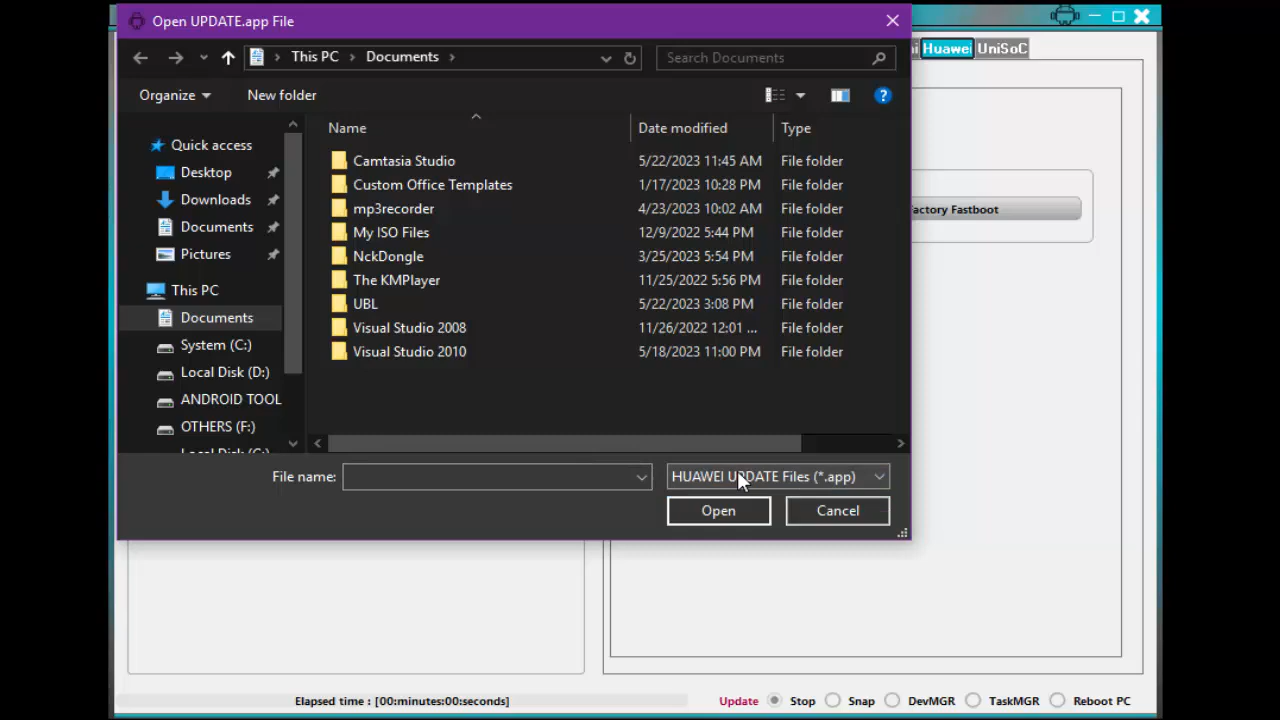 Open UPDATE.app File
Huawei UniSoC
This PC Documents
Search Documents
Organize New folder
Name Date modified Type
Quick access
Desktop
Downloads
Documents
Pictures
This PC
Documents
System (C:)
Local Disk (D:)
ANDROID TOOL
OTHERS (F:)
Camtasia Studio 5/22/2023 11:45 AM File folder
Custom Office Templates 1/17/2023 10:28 PM File folder
mp3recorder 4/23/2023 10:02 AM File folder
My ISO Files 12/9/2022 5:44 PM File folder
NckDongle 3/25/2023 5:54 PM File folder
The KMPlayer 11/25/2022 5:56 PM File folder
UBL 5/22/2023 3:08 PM File folder
Visual Studio 2008 11/26/2022 12:01 ... File folder
Visual Studio 2010 5/18/2023 11:00 PM File folder
actory Fastboot
File name:
HUAWEI UPDATE Files (*.app)
Open Cancel
Elapsed time : [00:minutes:00:seconds]
Update Stop Snap DevMGR TaskMGR Reboot PC